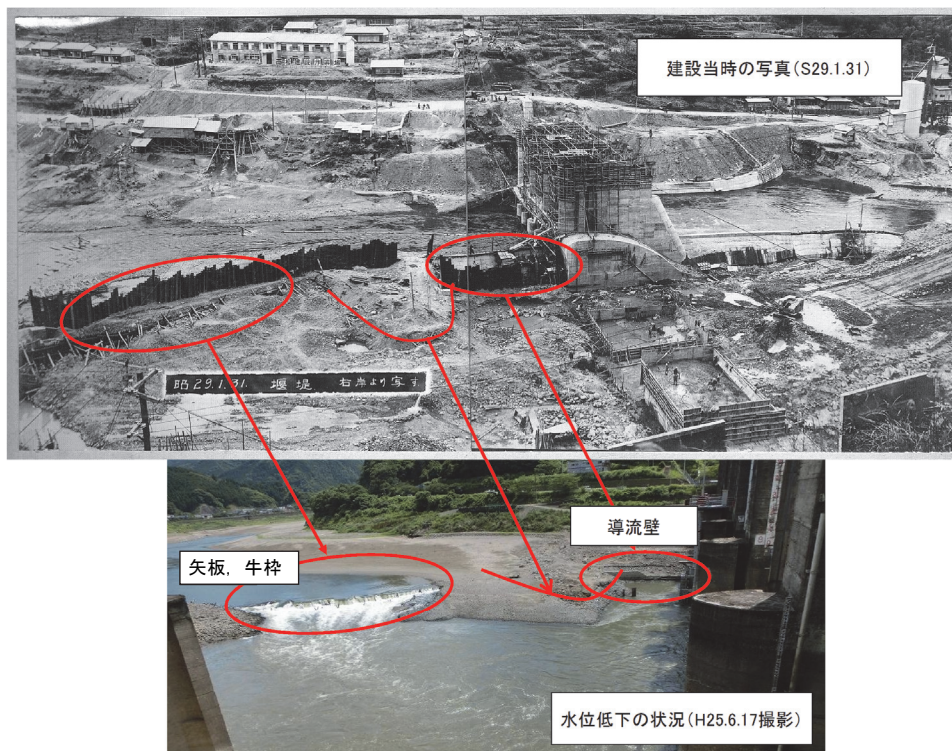 建設当時の写真(S29.1.31)
昭29.1.31. 堰堤 右岸より写す
導流壁
矢板，牛枠
水位低下の状況(H25.6.17撮影)